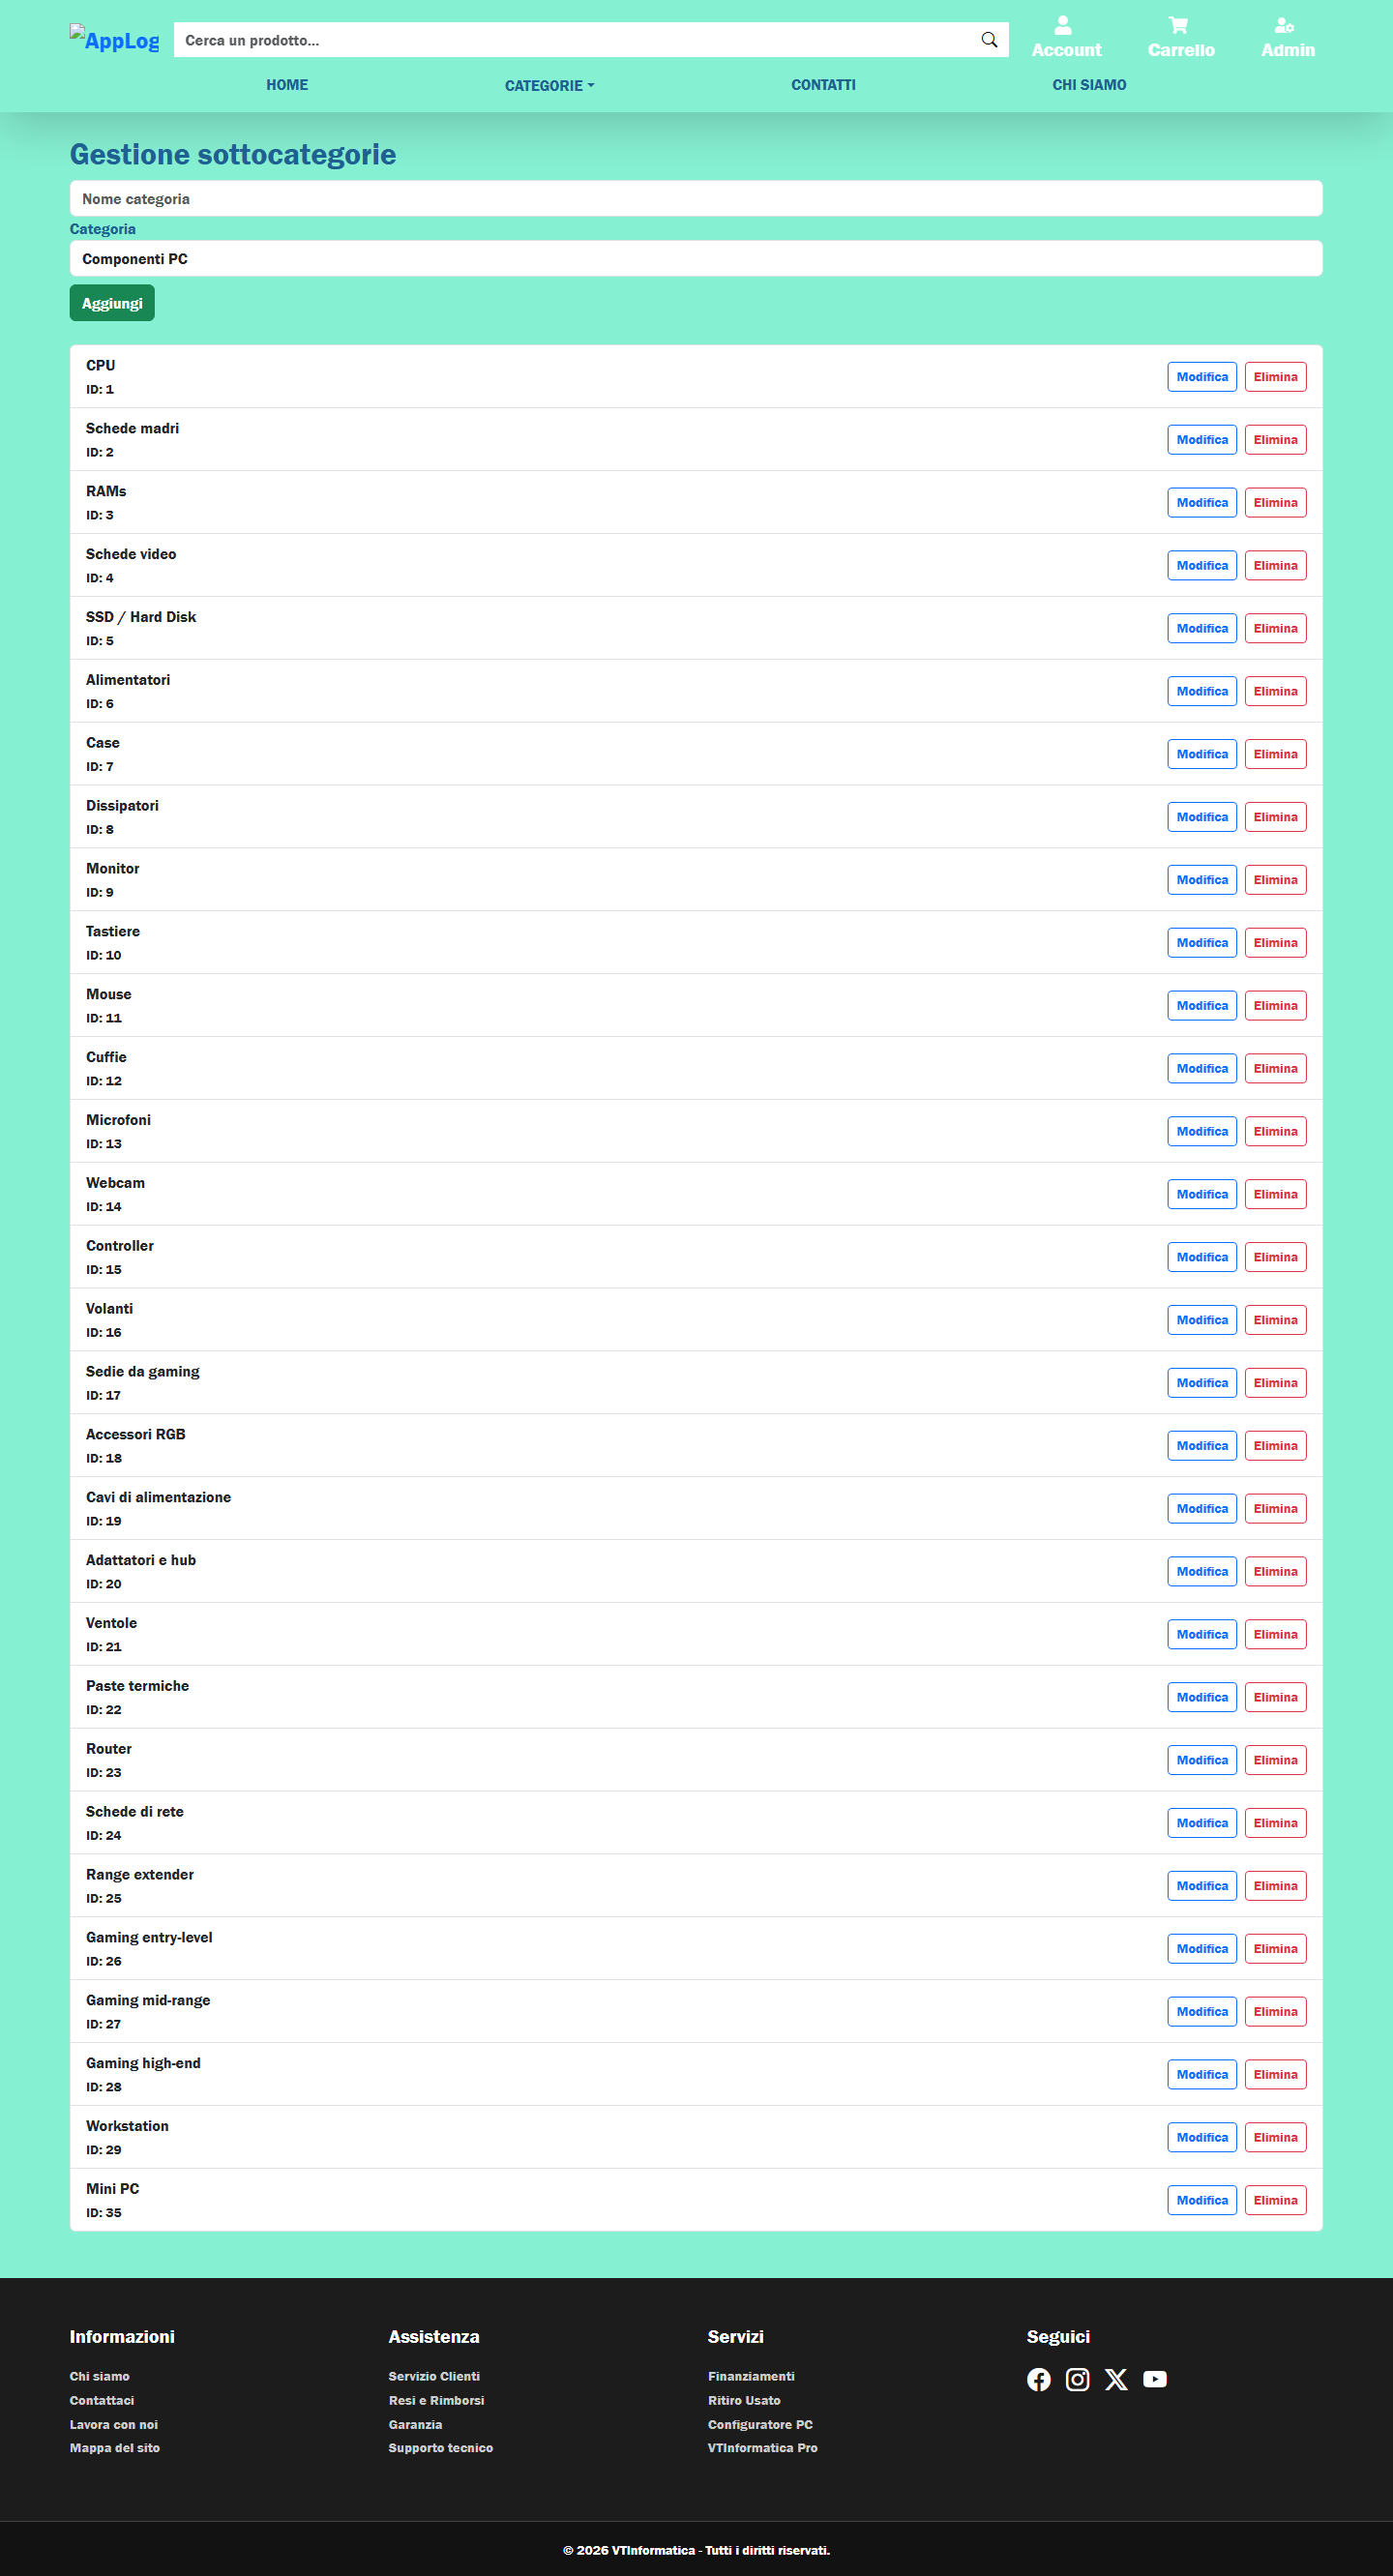 AppLog
Cerca un prodotto...
Account
Carrello
Admin
HOME
CATEGORIE
CONTATTI
CHI SIAMO
Gestione sottocategorie
Nome categoria
Categoria
Componenti PC
Aggiungi
CPU
ID: 1
Modifica Elimina
Schede madri
ID: 2
Modifica Elimina
RAMs
ID: 3
Modifica Elimina
Schede video
ID: 4
Modifica Elimina
SSD / Hard Disk
ID: 5
Modifica Elimina
Alimentatori
ID: 6
Modifica Elimina
Case
ID: 7
Modifica Elimina
Dissipatori
ID: 8
Modifica Elimina
Monitor
ID: 9
Modifica Elimina
Tastiere
ID: 10
Modifica Elimina
Mouse
ID: 11
Modifica Elimina
Cuffie
ID: 12
Modifica Elimina
Microfoni
ID: 13
Modifica Elimina
Webcam
ID: 14
Modifica Elimina
Controller
ID: 15
Modifica Elimina
Volanti
ID: 16
Modifica Elimina
Sedie da gaming
ID: 17
Modifica Elimina
Accessori RGB
ID: 18
Modifica Elimina
Cavi di alimentazione
ID: 19
Modifica Elimina
Adattatori e hub
ID: 20
Modifica Elimina
Ventole
ID: 21
Modifica Elimina
Paste termiche
ID: 22
Modifica Elimina
Router
ID: 23
Modifica Elimina
Schede di rete
ID: 24
Modifica Elimina
Range extender
ID: 25
Modifica Elimina
Gaming entry-level
ID: 26
Modifica Elimina
Gaming mid-range
ID: 27
Modifica Elimina
Gaming high-end
ID: 28
Modifica Elimina
Workstation
ID: 29
Modifica Elimina
Mini PC
ID: 35
Modifica Elimina
Informazioni
Chi siamo
Contattaci
Lavora con noi
Mappa del sito
Assistenza
Servizio Clienti
Resi e Rimborsi
Garanzia
Supporto tecnico
Servizi
Finanziamenti
Ritiro Usato
Configuratore PC
VTInformatica Pro
Seguici
© 2026 VTInformatica - Tutti i diritti riservati.